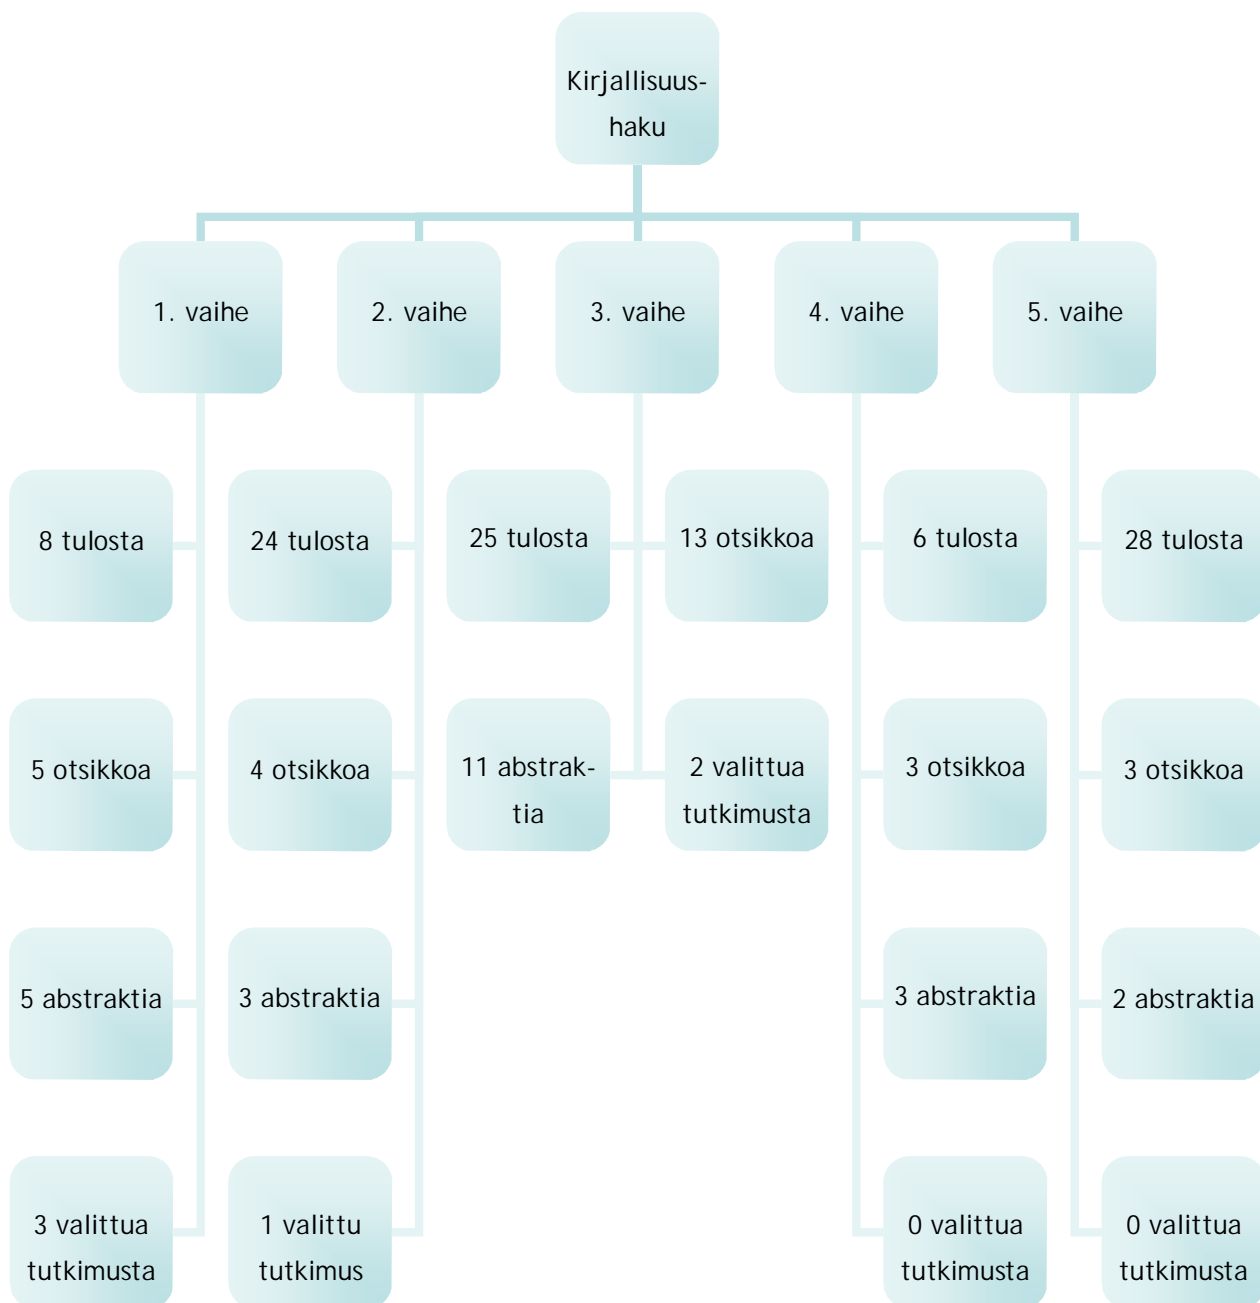 Kirjallisuus-
haku
1. vaihe
2. vaihe
3. vaihe
4. vaihe
5. vaihe
8 tulosta
24 tulosta
25 tulosta
13 otsikkoa
6 tulosta
28 tulosta
5 otsikkoa
4 otsikkoa
11 abstrak-
tia
2 valittua
tutkimusta
3 otsikkoa
3 otsikkoa
5 abstraktia
3 abstraktia
3 abstraktia
2 abstraktia
3 valittua
tutkimusta
1 valittu
tutkimus
0 valittua
tutkimusta
0 valittua
tutkimusta